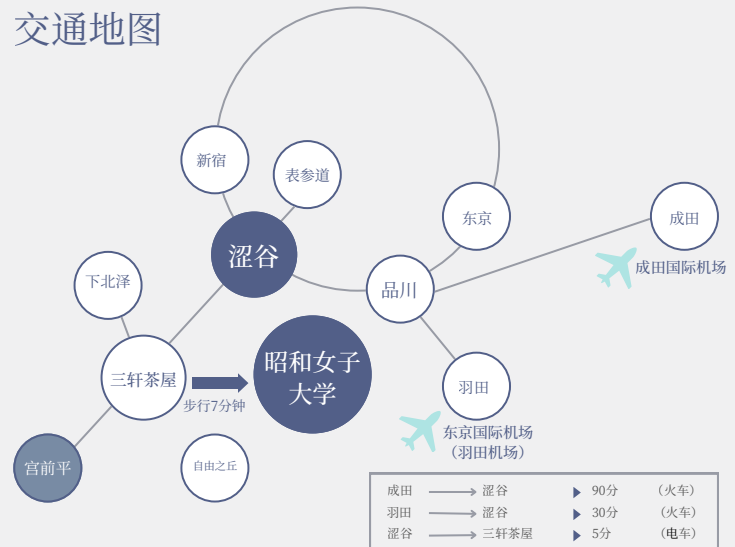 交通地图
新宿
表参道
东京
成田
涩谷
成田国际机场
下北泽
品川
三轩茶屋
昭和女子
大学
步行7分钟
羽田
东京国际机场
（羽田机场）
宫前平
自由之丘
成田 涩谷 90分 （火车）
羽田 涩谷 30分 （火车）
涩谷 三轩茶屋 5分 （电车）